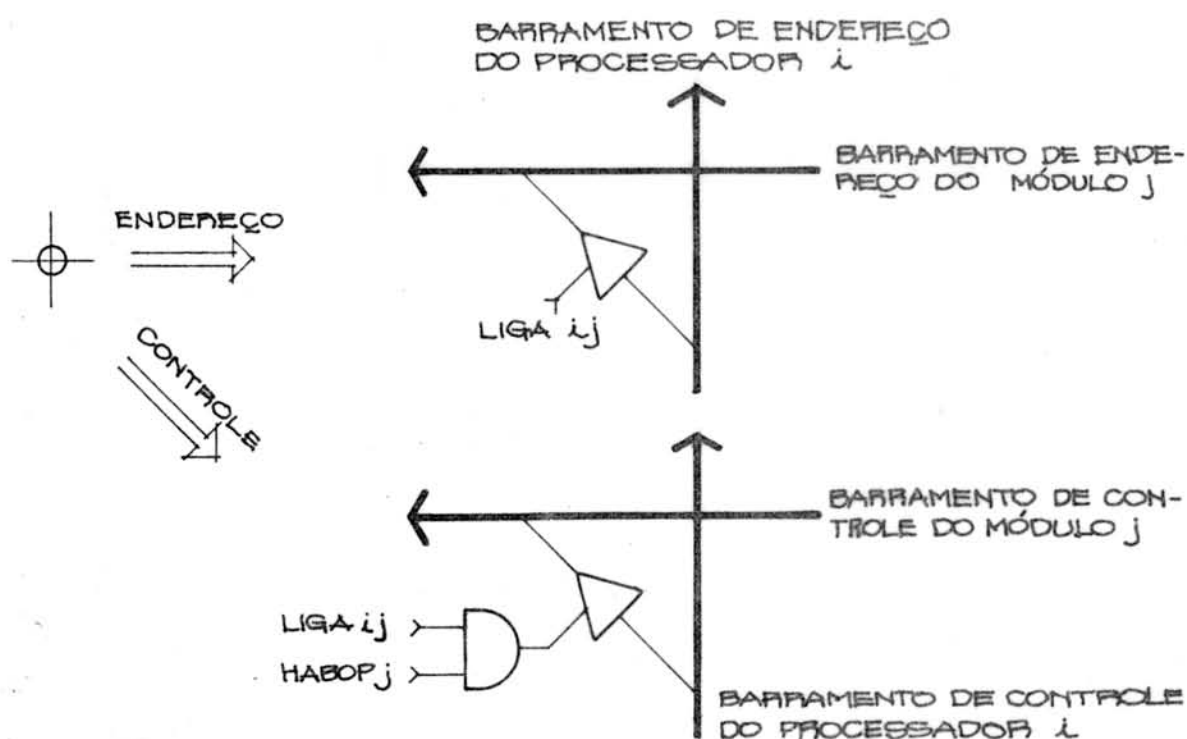 BARRAMENTO DE ENDEREÇO
DO PROCESSADOR i
BARRAMENTO DE ENDE-
REÇO DO MÓDULO j
ENDEREÇO
LIGA ij
CONTROLE
BARRAMENTO DE CON-
TROLE DO MÓDULO j
LIGA ij
HABOP j
BARRAMENTO DE CONTROLE
DO PROCESSADOR i